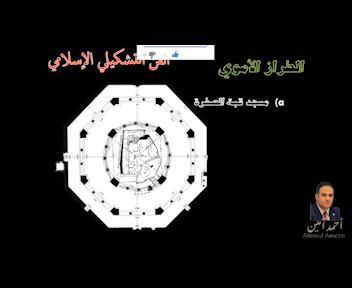 الطراز الأموي
الفن التشكيلي الإسلامي
a) مسجد قبة الصخرة
أحمد أمين
Ahmed Ameen